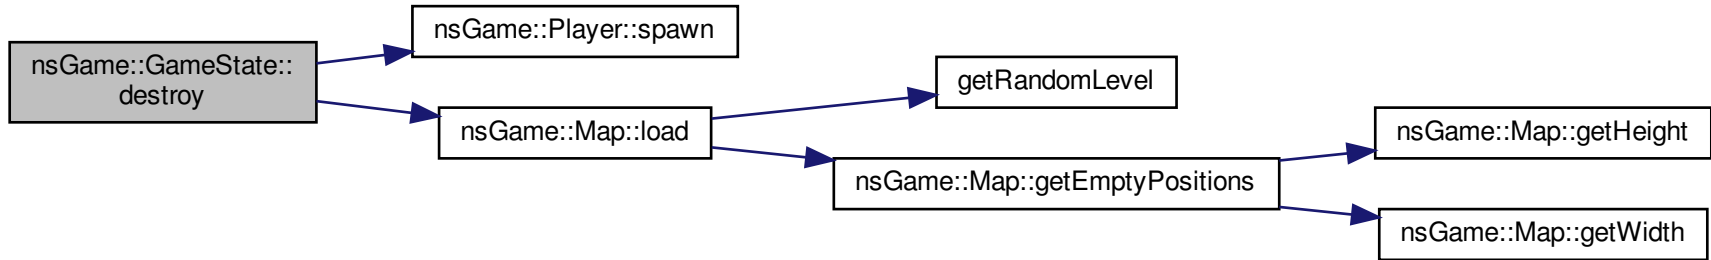 nsGame::GameState::
destroy
nsGame::Player::spawn
nsGame::Map::load
getRandomLevel
nsGame::Map::getEmptyPositions
nsGame::Map::getHeight
nsGame::Map::getWidth